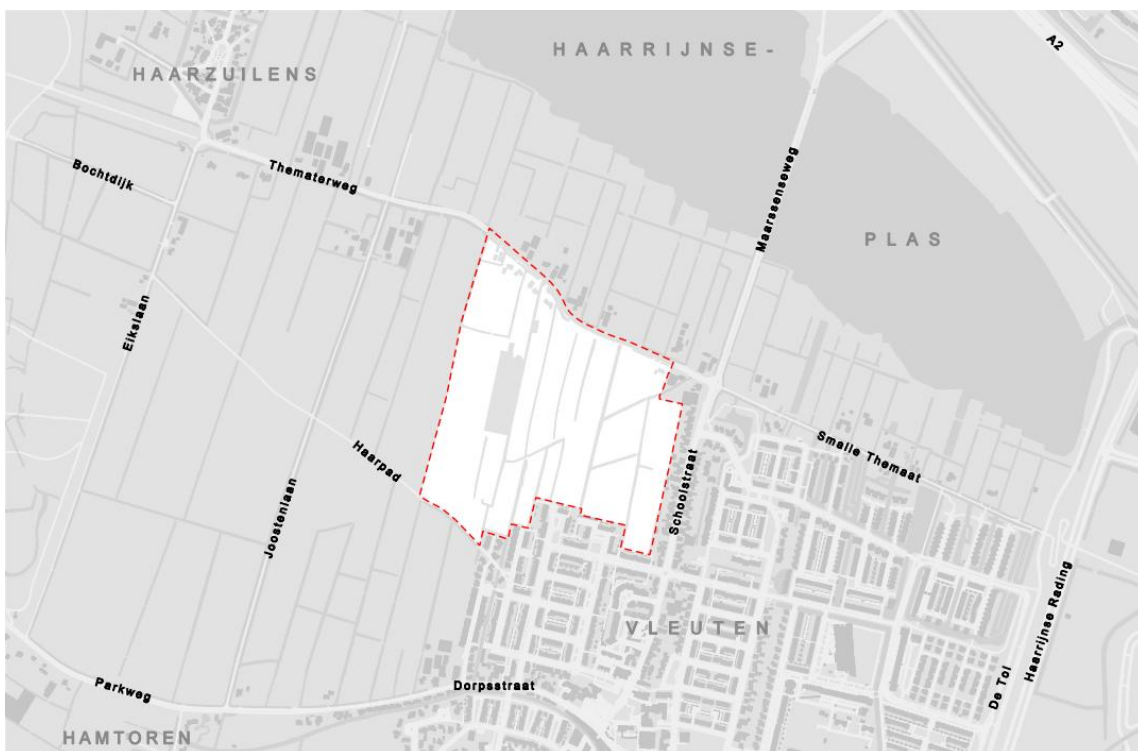 HAARRIJNSE-
A2
HAARZUILENS
Bochtdijk
Thematerweg
Maarssenseweg
PLAS
Eikslaan
Haarpad
Joostenlaan
Schoolstraat
Smalle Themaat
VLEUTEN
Haarrijnse Rading
De Tol
Parkweg
Dorpsstraat
HAMTOREN